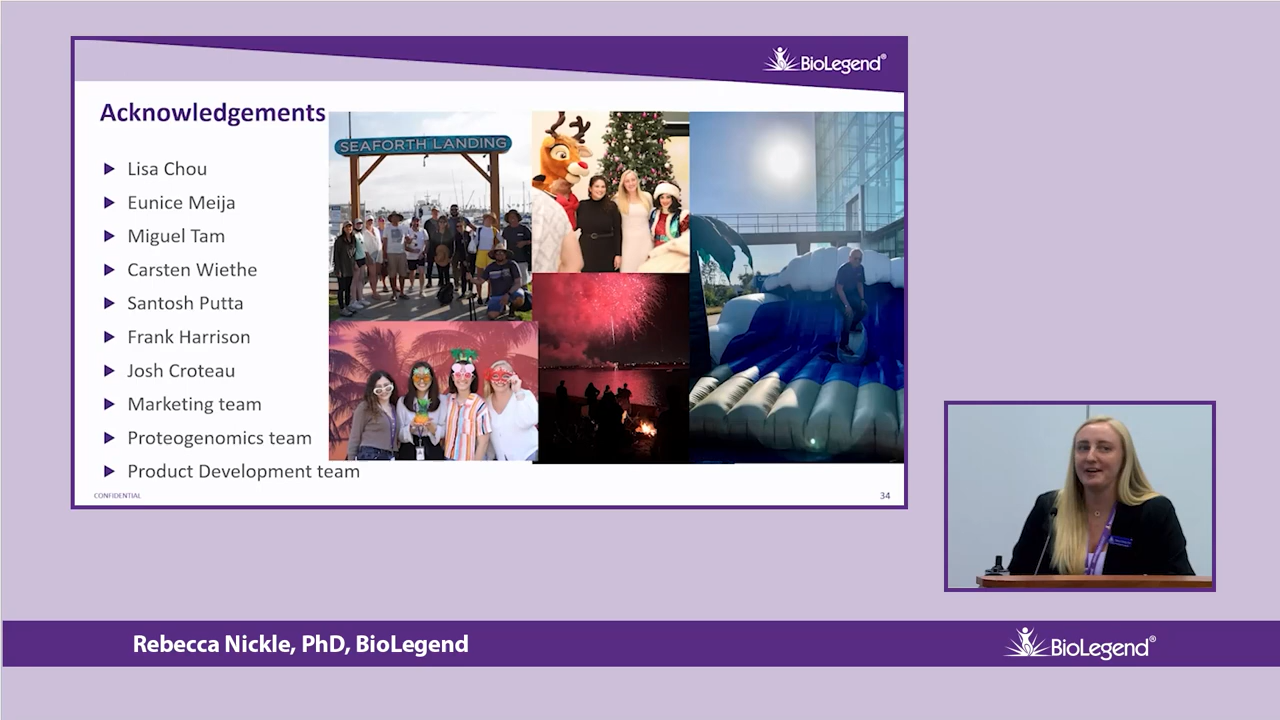 BioLegend®
Acknowledgements
Lisa Chou
Eunice Meija
Miguel Tam
Carsten Wiethe
Santosh Putta
Frank Harrison
Josh Croteau
Marketing team
Proteogenomics team
Product Development team
SEAFORTH LANDING
CONFIDENTIAL
34
Rebecca Nickle, PhD, BioLegend
BioLegend®